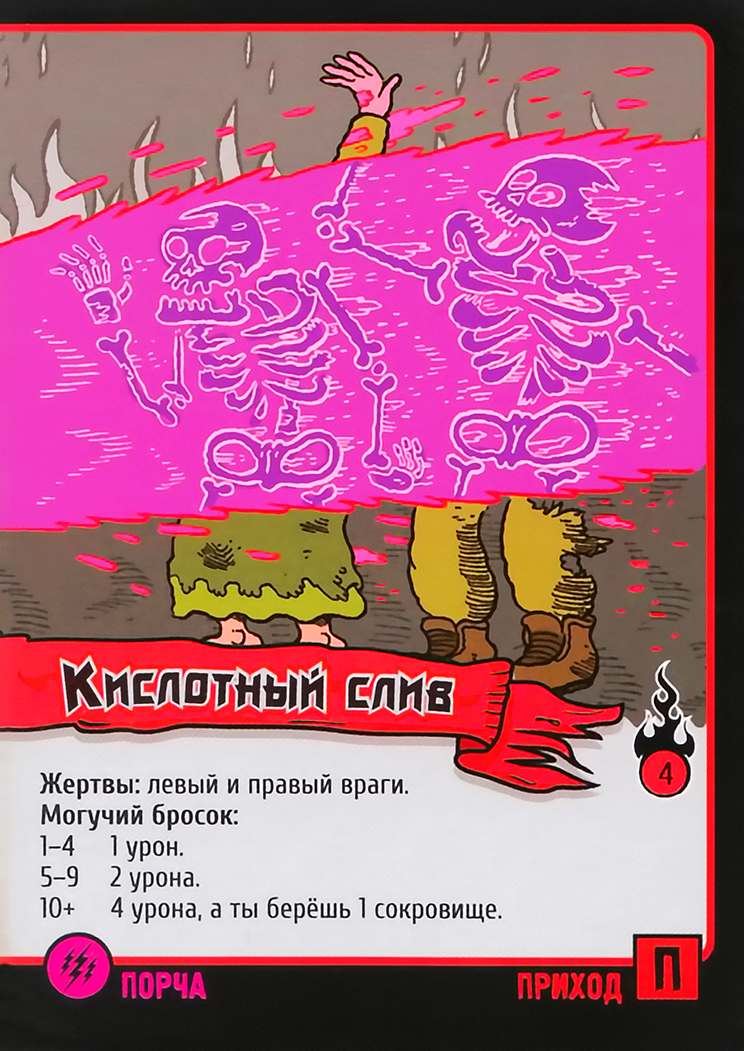 Кислотный слив
4
Жертвы: левый и правый враги.
Могучий бросок:
1–4 1 урон.
5–9 2 урона.
10+ 4 урона, а ты берёшь 1 сокровище.
ПОРЧА
ПРИХОД П